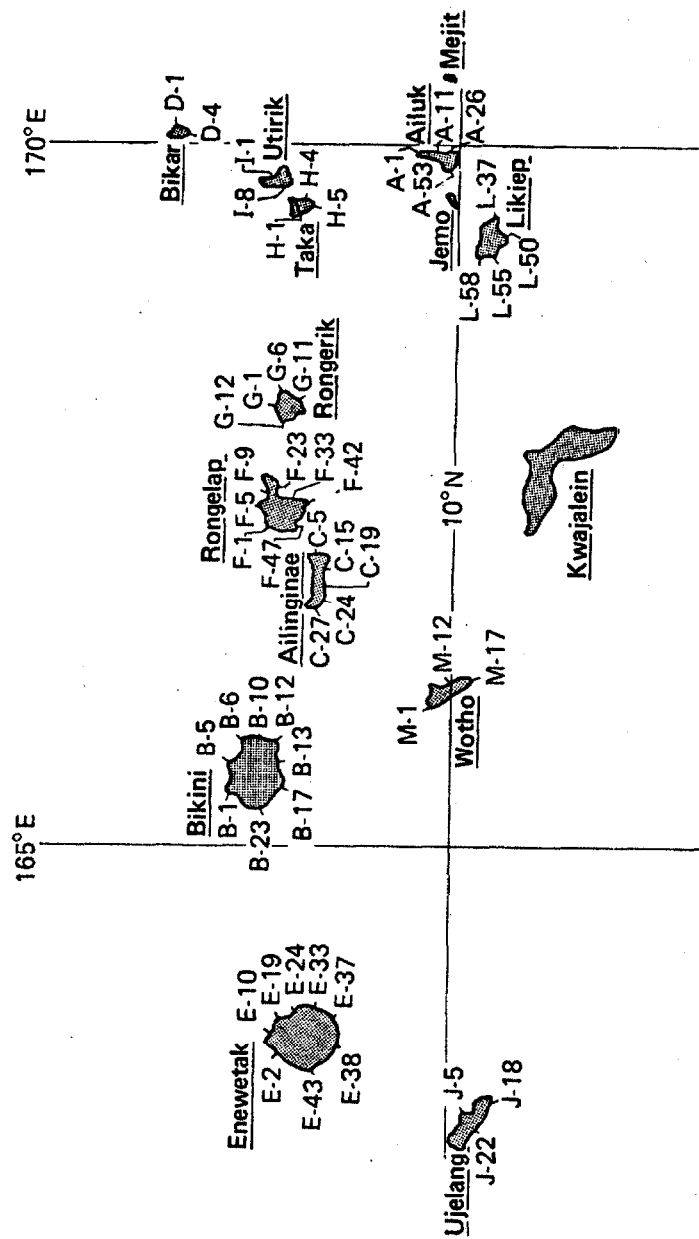 165°E
170°E
Enewetak
E-2
E-10
E-19
E-24
E-33
E-37
E-43
E-38
Bikini
B-1
B-5
B-6
B-10
B-12
B-13
B-17
B-23
Rongelap
F-1
F-5
F-9
F-23
F-33
F-42
F-47
Ailinginae
C-5
C-15
C-19
C-24
C-27
G-12
G-1
G-6
G-11
Rongerik
Bikar
D-1
D-4
I-8
I-1
Utirik
H-1
H-4
H-5
Taka
A-1
Ailuk
A-11
Mejit
A-53
A-26
Jemo
L-58
L-37
L-55
Likiep
L-50
10°N
Kwajalein
M-1
M-12
M-17
Wotho
Ujelang
J-5
J-22
J-18